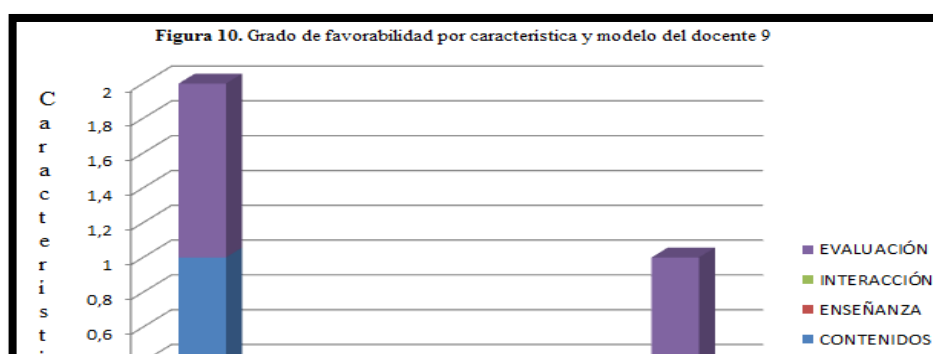 Figura 10. Grado de favorabilidad por característica y modelo del docente 9
C
a
r
a
c
t
e
r
í
s
t
2
1,8
1,6
1,4
1,2
1
0,8
0,6
EVALUACIÓN
INTERACCIÓN
ENSEÑANZA
CONTENIDOS